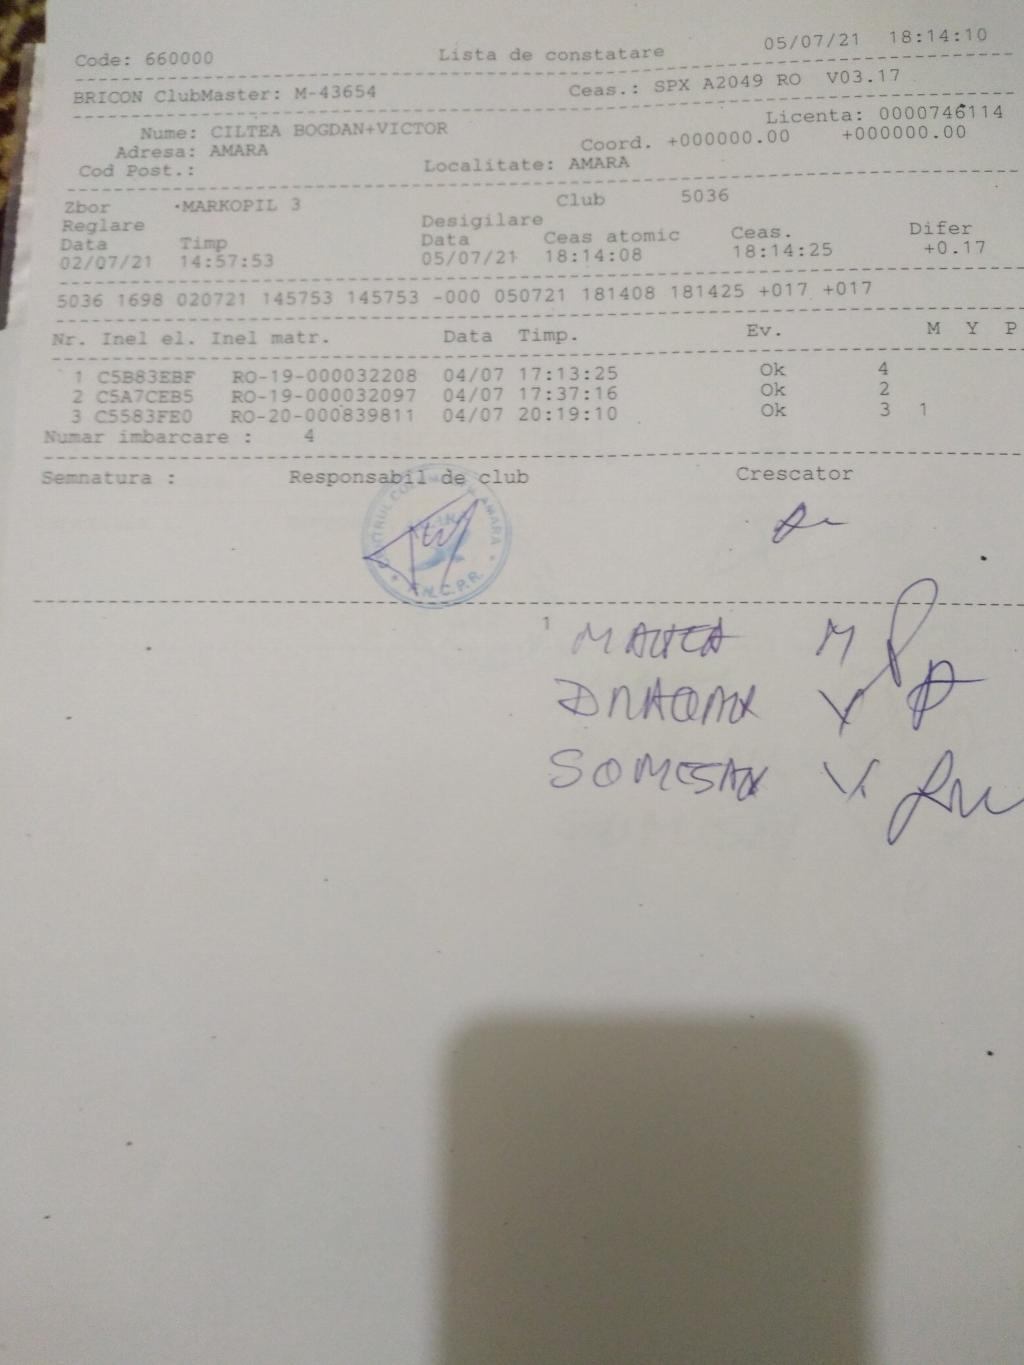 05/07/21 18:14:10
Code: 660000 Lista de constatare
BRICON ClubMaster: M-43654 Ceas.: SPX A2049 RO V03.17
Licenta: 0000746114
Nume: CILTEA BOGDAN+VICTOR
Adresa: AMARA Coord. +000000.00 +000000.00
Cod Post.: Localitate: AMARA
Zbor MARKOPIL 3 Club 5036
Reglare Desigilare
Data Timp Data Ceas atomic Ceas. Difer
02/07/21 14:57:53 05/07/21 18:14:08 18:14:25 +0.17
5036 1698 020721 145753 145753 -000 050721 181408 181425 +017 +017
Nr. Inel el. Inel matr. Data Timp. Ev. M Y P
1 C5B83EBF RO-19-000032208 04/07 17:13:25 Ok 4
2 C5A7CEB5 RO-19-000032097 04/07 17:37:16 Ok 2
3 C5583FE0 RO-20-000839811 04/07 20:19:10 Ok 3 1
Numar imbarcare : 4
Semnatura : Responsabil de club Crescator
AMARA
F.N.C.P.R.
1
M
SOMESAN V.